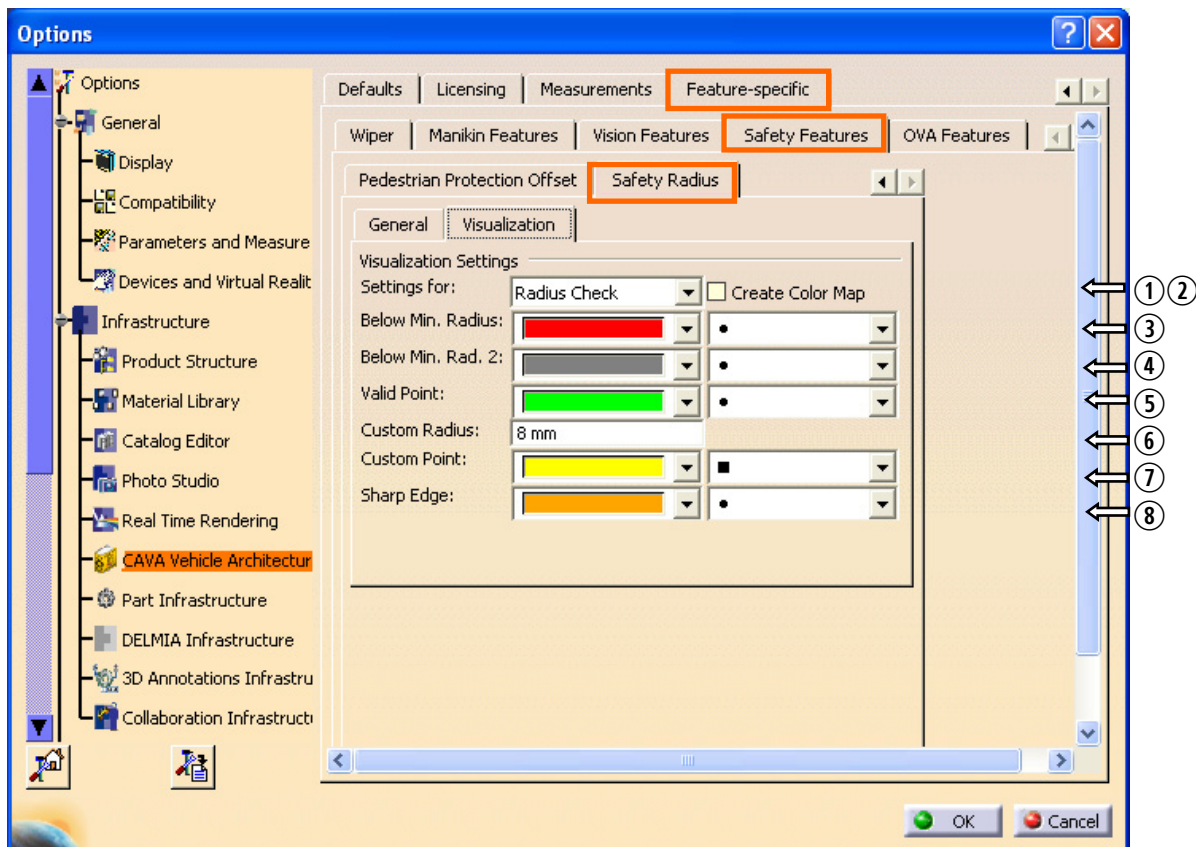 Options
Options
General
Display
Compatibility
Parameters and Measure
Devices and Virtual Realit
Infrastructure
Product Structure
Material Library
Catalog Editor
Photo Studio
Real Time Rendering
CAVA Vehicle Architectur
Part Infrastructure
DELMIA Infrastructure
3D Annotations Infrastru
Collaboration Infrastructu
Defaults Licensing Measurements Feature-specific
Wiper Manikin Features Vision Features Safety Features OVA Features
Pedestrian Protection Offset Safety Radius
General Visualization
Visualization Settings
Settings for: Radius Check Create Color Map ① ②
Below Min. Radius: ③
Below Min. Rad. 2: ④
Valid Point: ⑤
Custom Radius: 8 mm ⑥
Custom Point: ⑦
Sharp Edge: ⑧
OK Cancel